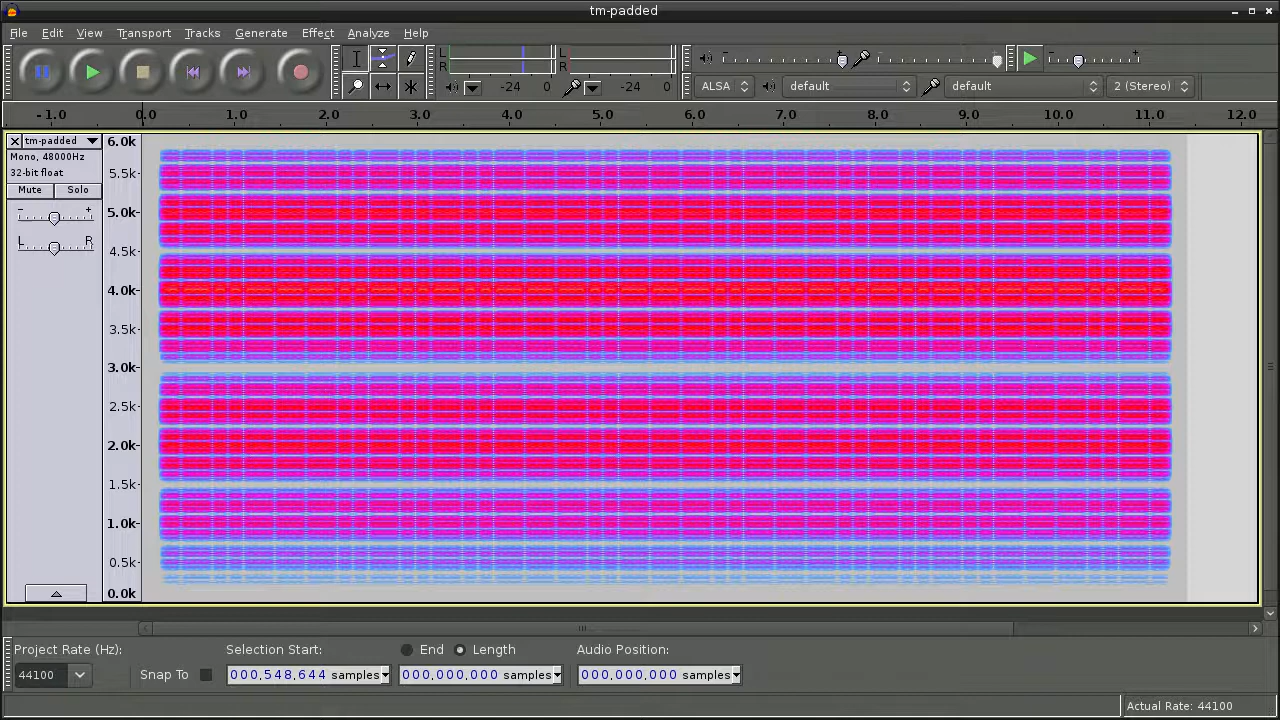 tm-padded
File Edit View Transport Tracks Generate Effect Analyze Help
L R -24 0 L R -24 0
ALSA default default 2 (Stereo)
-1.0 0.0 1.0 2.0 3.0 4.0 5.0 6.0 7.0 8.0 9.0 10.0 11.0 12.0
tm-padded
Mono, 48000Hz
32-bit float
Mute Solo
- +
L R
6.0k
5.5k
5.0k
4.5k
4.0k
3.5k
3.0k
2.5k
2.0k
1.5k
1.0k
0.5k
0.0k
Project Rate (Hz): Selection Start: End Length Audio Position:
44100 Snap To 000,548,644 samples 000,000,000 samples 000,000,000 samples
Actual Rate: 44100